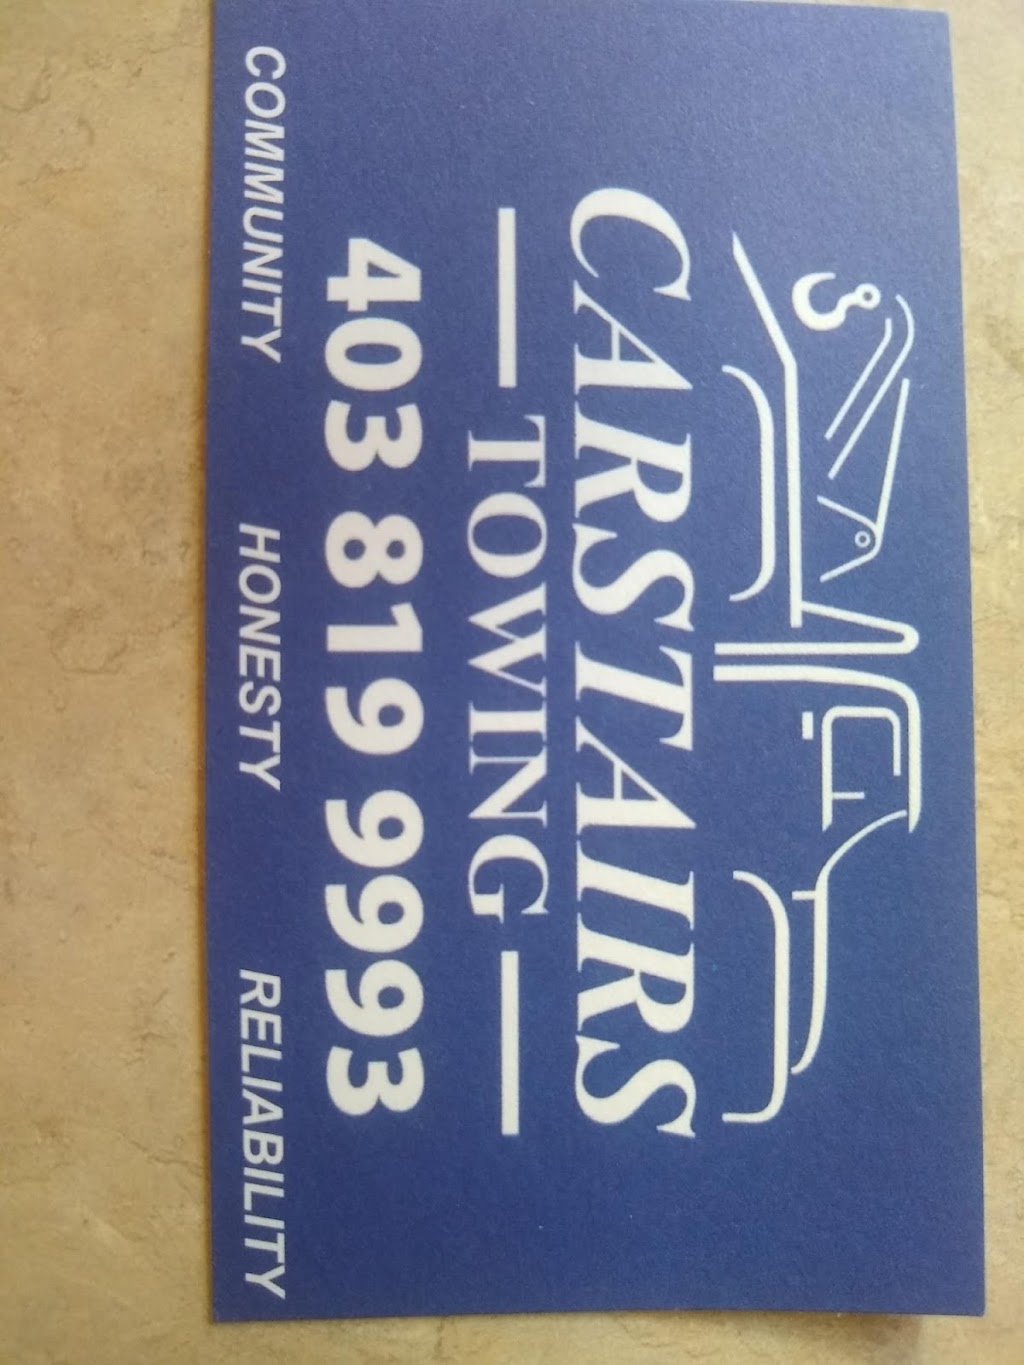 CARSTAIRS
TOWING
403 819 9993
COMMUNITY HONESTY RELIABILITY